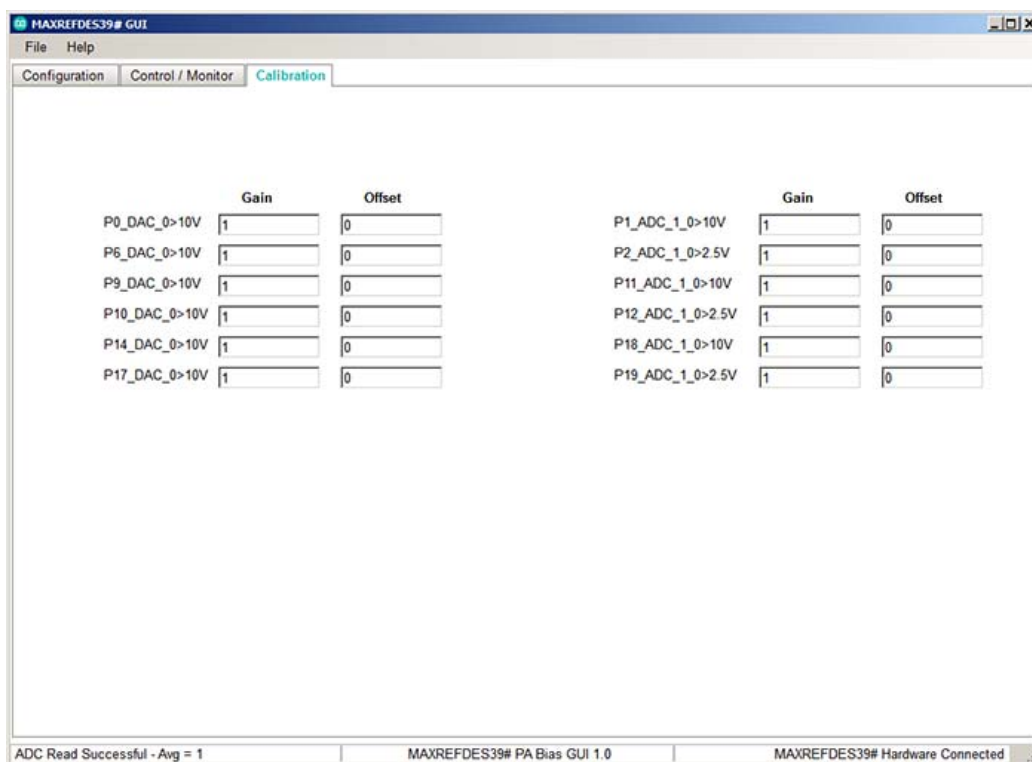 MAXREFDES39# GUI
File Help
Configuration Control / Monitor Calibration
Gain Offset Gain Offset
P0_DAC_0>10V 1 0 P1_ADC_1_0>10V 1 0
P6_DAC_0>10V 1 0 P2_ADC_1_0>2.5V 1 0
P9_DAC_0>10V 1 0 P11_ADC_1_0>10V 1 0
P10_DAC_0>10V 1 0 P12_ADC_1_0>2.5V 1 0
P14_DAC_0>10V 1 0 P18_ADC_1_0>10V 1 0
P17_DAC_0>10V 1 0 P19_ADC_1_0>2.5V 1 0
ADC Read Successful - Avg = 1 MAXREFDES39# PA Bias GUI 1.0 MAXREFDES39# Hardware Connected